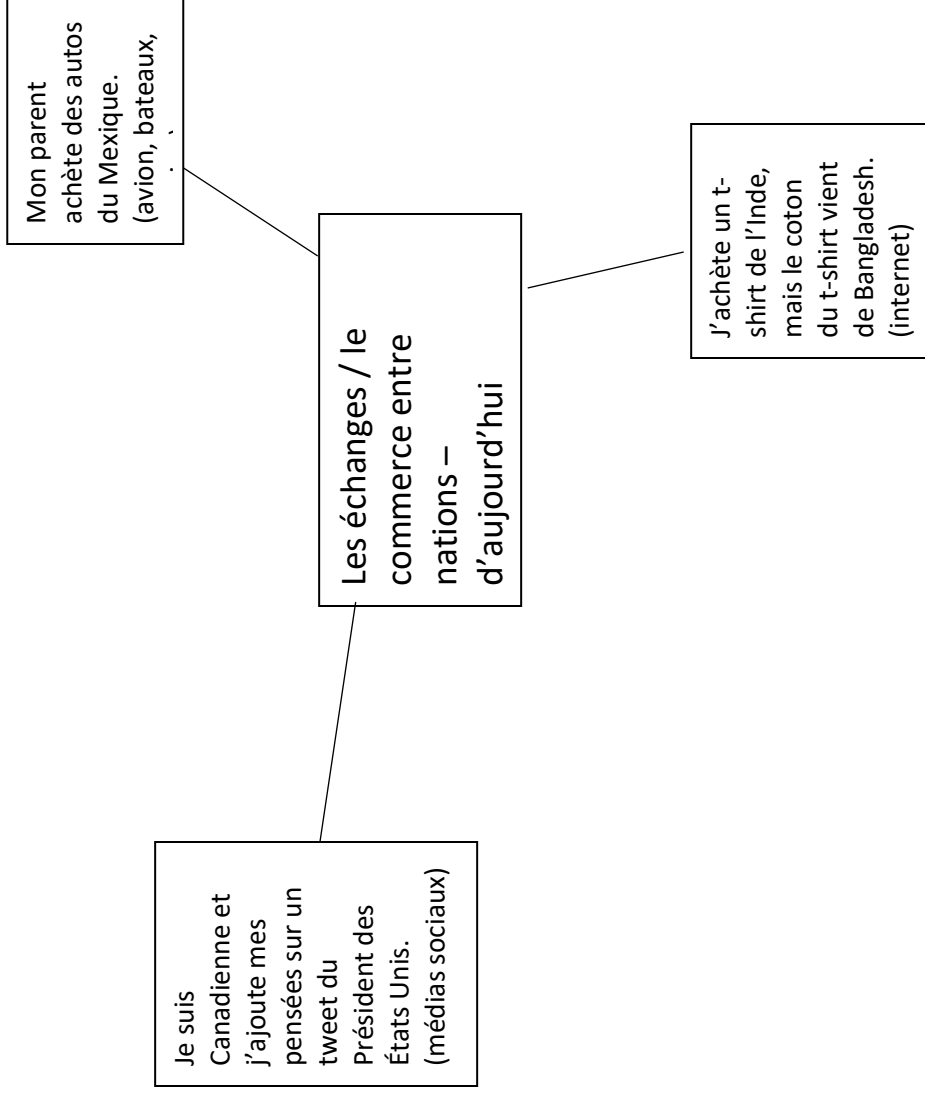 Les échanges / le
commerce entre
nations –
d’aujourd’hui
Je suis
Canadienne et
j’ajoute mes
pensées sur un
tweet du
Président des
États Unis.
(médias sociaux)
Mon parent
achète des autos
du Mexique.
(avion, bateaux,
J’achète un t-
shirt de l’Inde,
mais le coton
du t-shirt vient
de Bangladesh.
(internet)